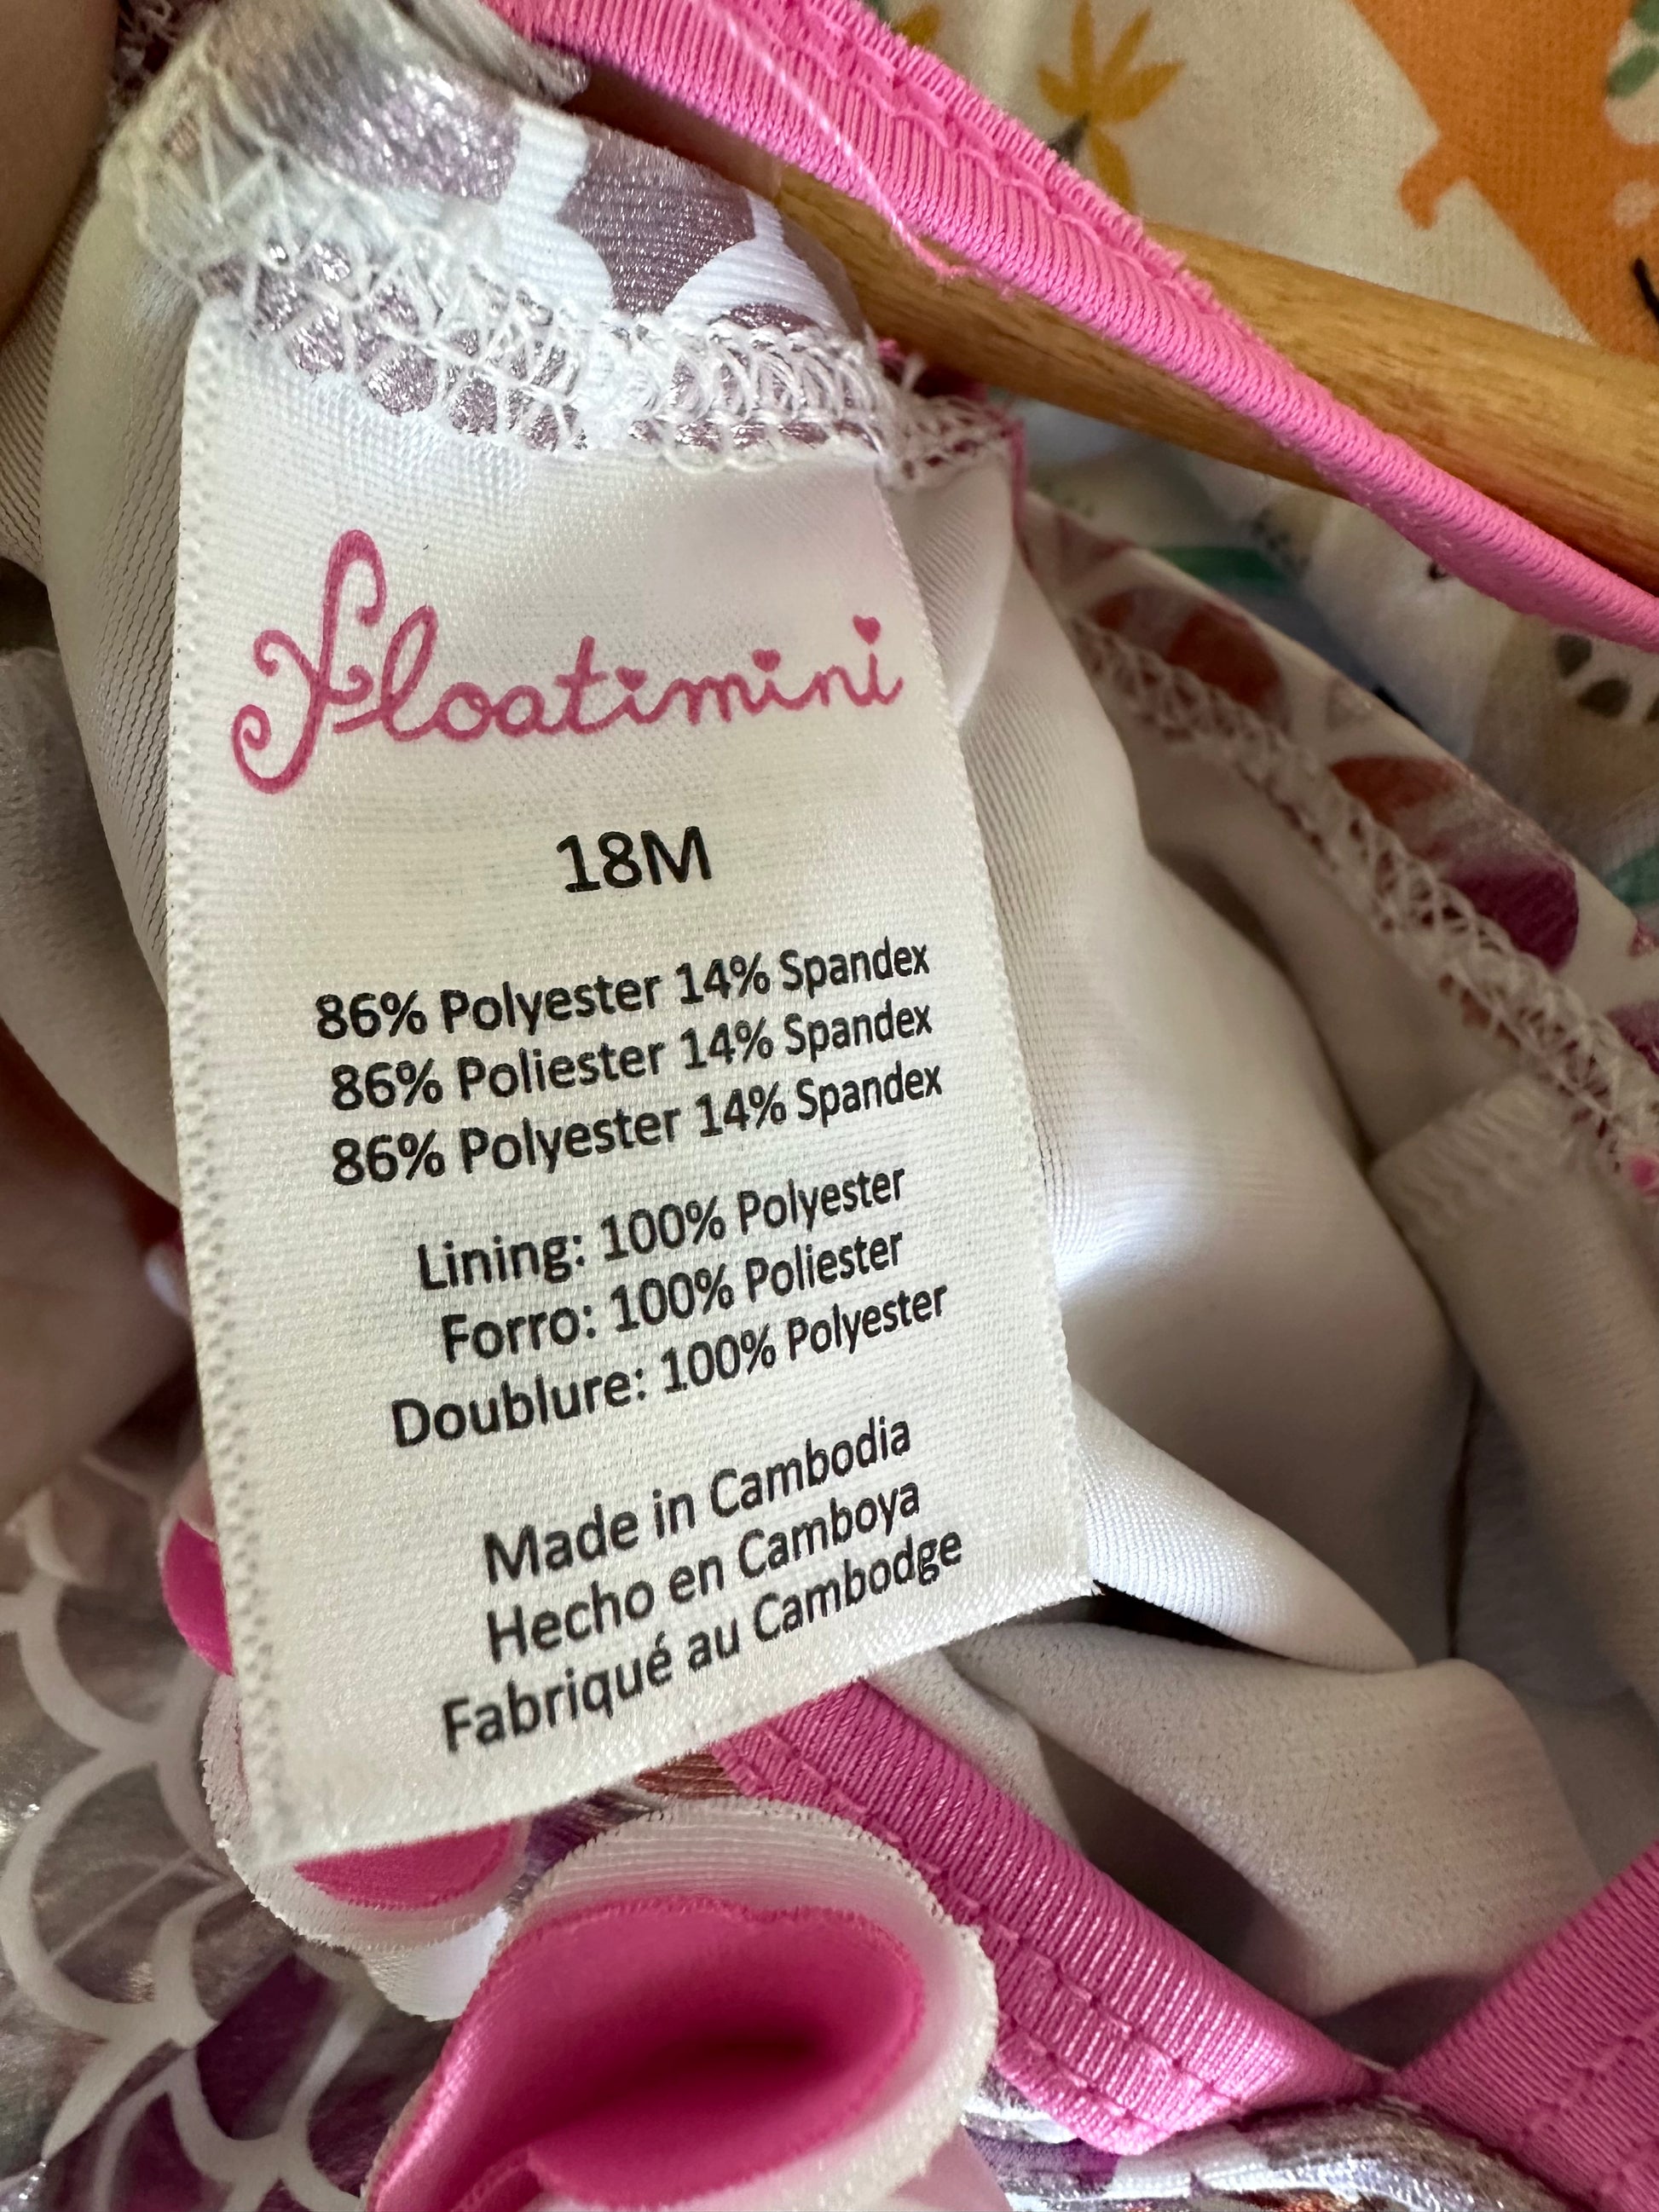 Floatimini
18M
86% Polyester 14% Spandex
86% Poliester 14% Spandex
86% Polyester 14% Spandex
Lining: 100% Polyester
Forro: 100% Poliester
Doublure: 100% Polyester
Made in Cambodia
Hecho en Camboya
Fabriqué au Cambodge